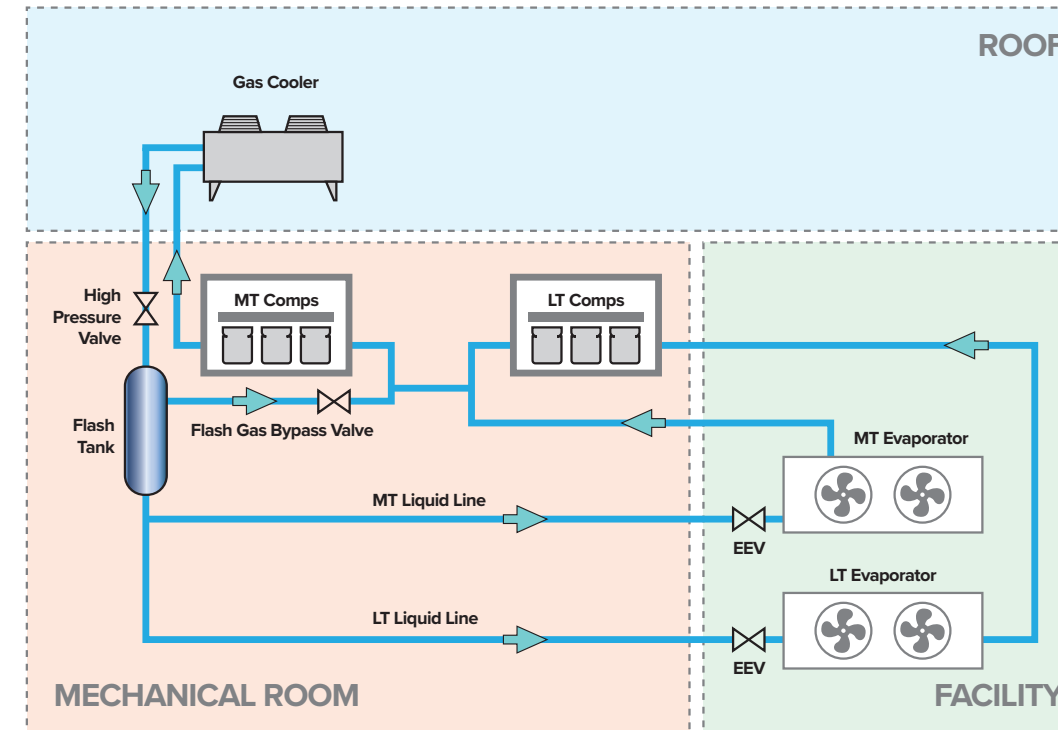 ROOF
Gas Cooler
High
Pressure
Valve
MT Comps
LT Comps
Flash
Tank
Flash Gas Bypass Valve
MT Evaporator
MT Liquid Line
EEV
LT Evaporator
LT Liquid Line
EEV
MECHANICAL ROOM
FACILITY